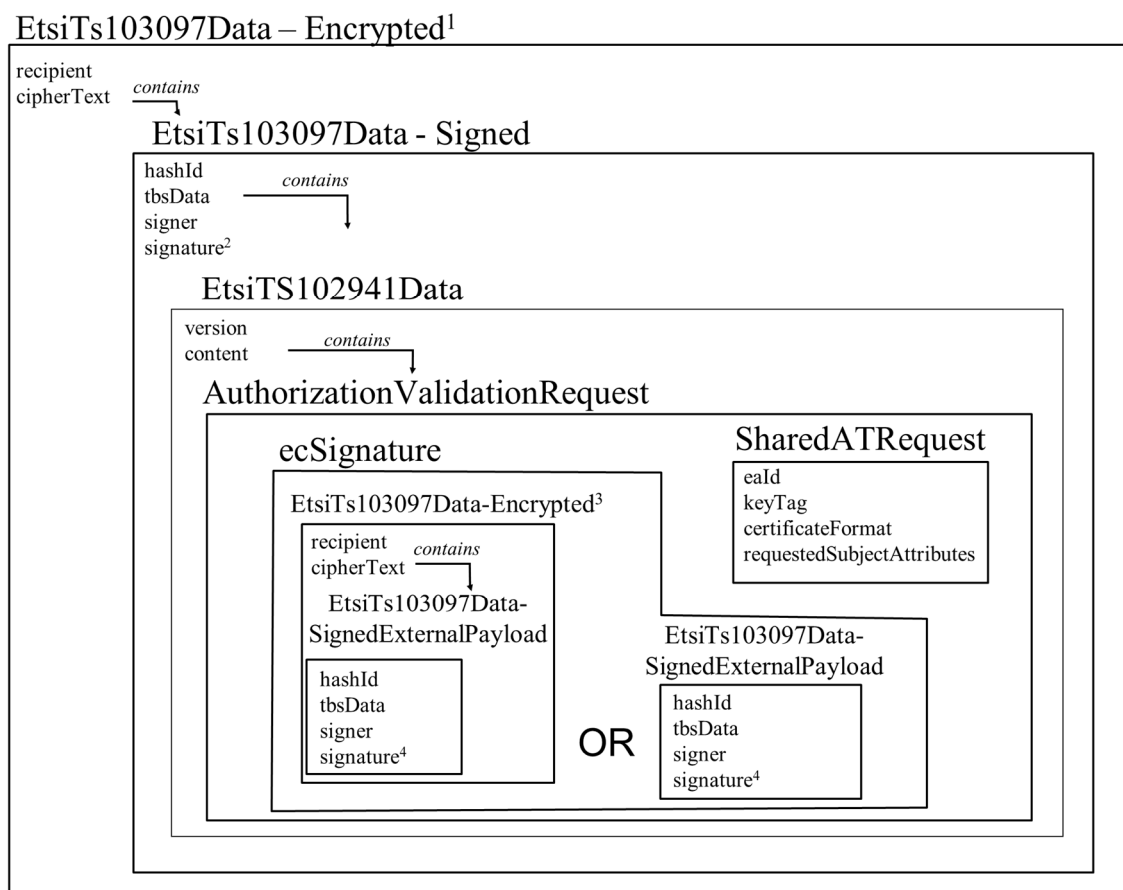 EtsiTs103097Data – Encrypted¹
recipient
cipherText
contains
EtsiTs103097Data - Signed
hashId
tbsData
contains
signer
signature²
EtsiTS102941Data
version
content
contains
AuthorizationValidationRequest
ecSignature
SharedATRequest
eaId
keyTag
certificateFormat
requestedSubjectAttributes
EtsiTs103097Data-Encrypted³
recipient
cipherText
contains
EtsiTs103097Data-
SignedExternalPayload
hashId
tbsData
signer
signature⁴
OR
EtsiTs103097Data-
SignedExternalPayload
hashId
tbsData
signer
signature⁴